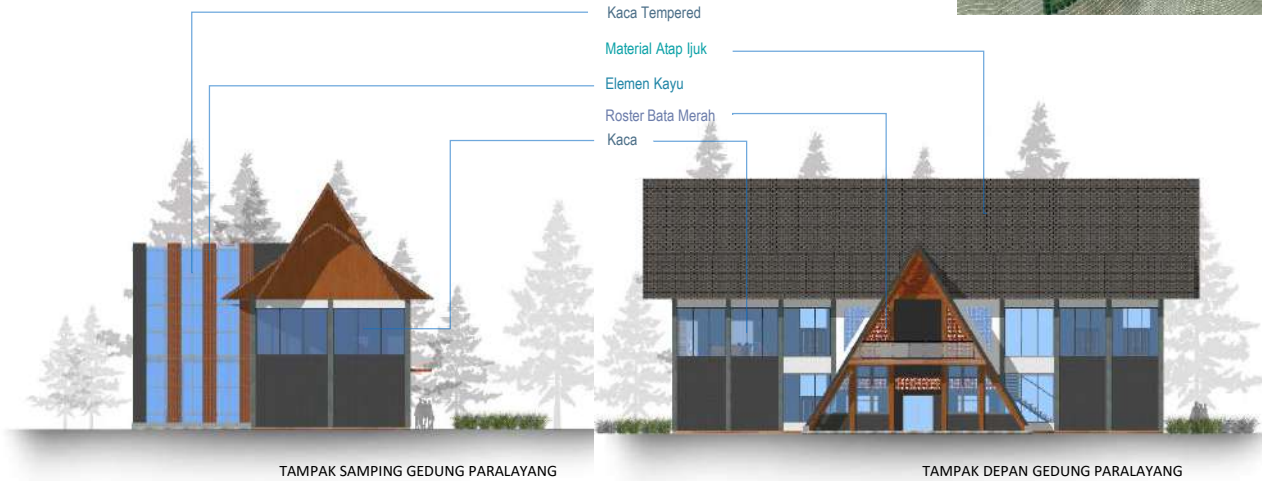 Kaca Tempered
Material Atap Ijuk
Elemen Kayu
Roster Bata Merah
Kaca
TAMPAK SAMPING GEDUNG PARALAYANG
TAMPAK DEPAN GEDUNG PARALAYANG